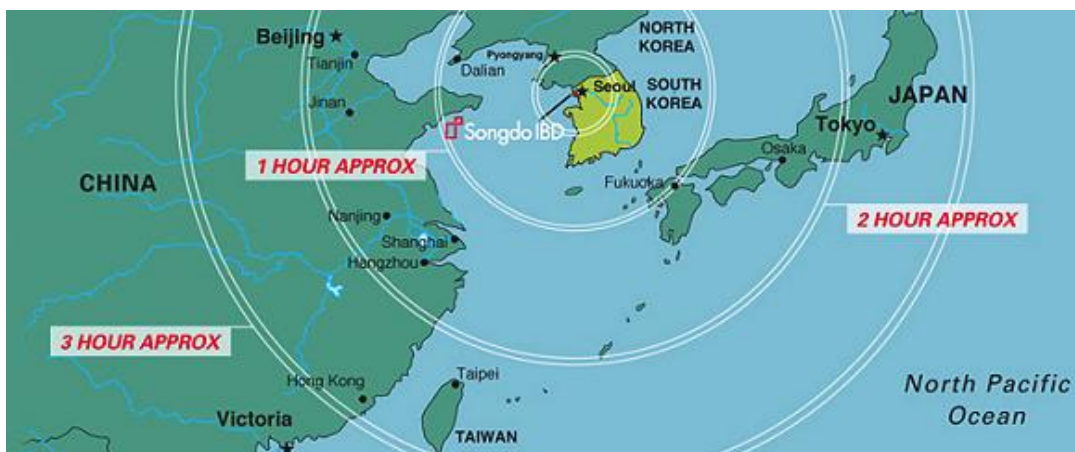 NORTH
KOREA
Beijing
Tianjin
Pyongyang
Dalian
SOUTH
KOREA
Seoul
JAPAN
Jinan
Songdo IBD
Tokyo
Osaka
1 HOUR APPROX
CHINA
Fukuoka
Nanjing
2 HOUR APPROX
Shanghai
Hangzhou
3 HOUR APPROX
Hong Kong
Taipei
North Pacific
Ocean
Victoria
TAIWAN